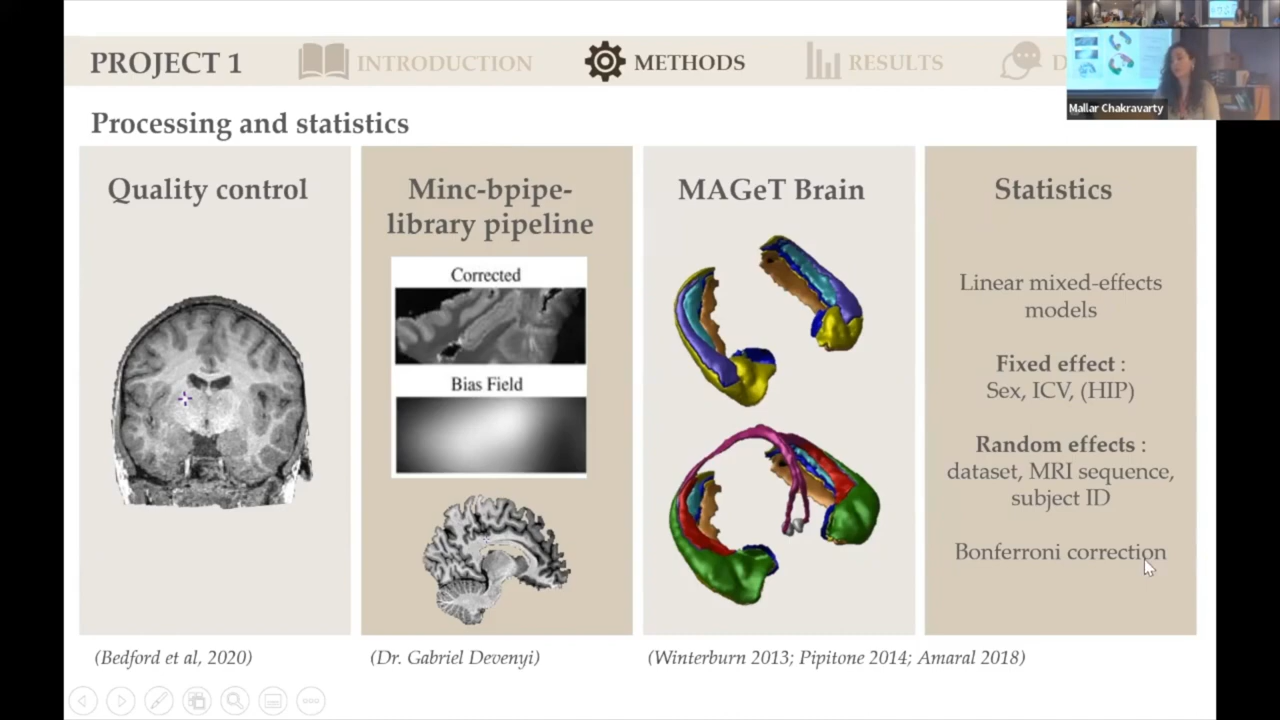 PROJECT 1
INTRODUCTION
METHODS
RESULTS
D
Mallar Chakravarty
Processing and statistics
Quality control
Minc-bpipe-
library pipeline
Corrected
Bias Field
MAGeT Brain
Statistics
Linear mixed-effects
models
Fixed effect :
Sex, ICV, (HIP)
Random effects :
dataset, MRI sequence,
subject ID
Bonferroni correction
(Bedford et al, 2020)
(Dr. Gabriel Devenyi)
(Winterburn 2013; Pipitone 2014; Amaral 2018)